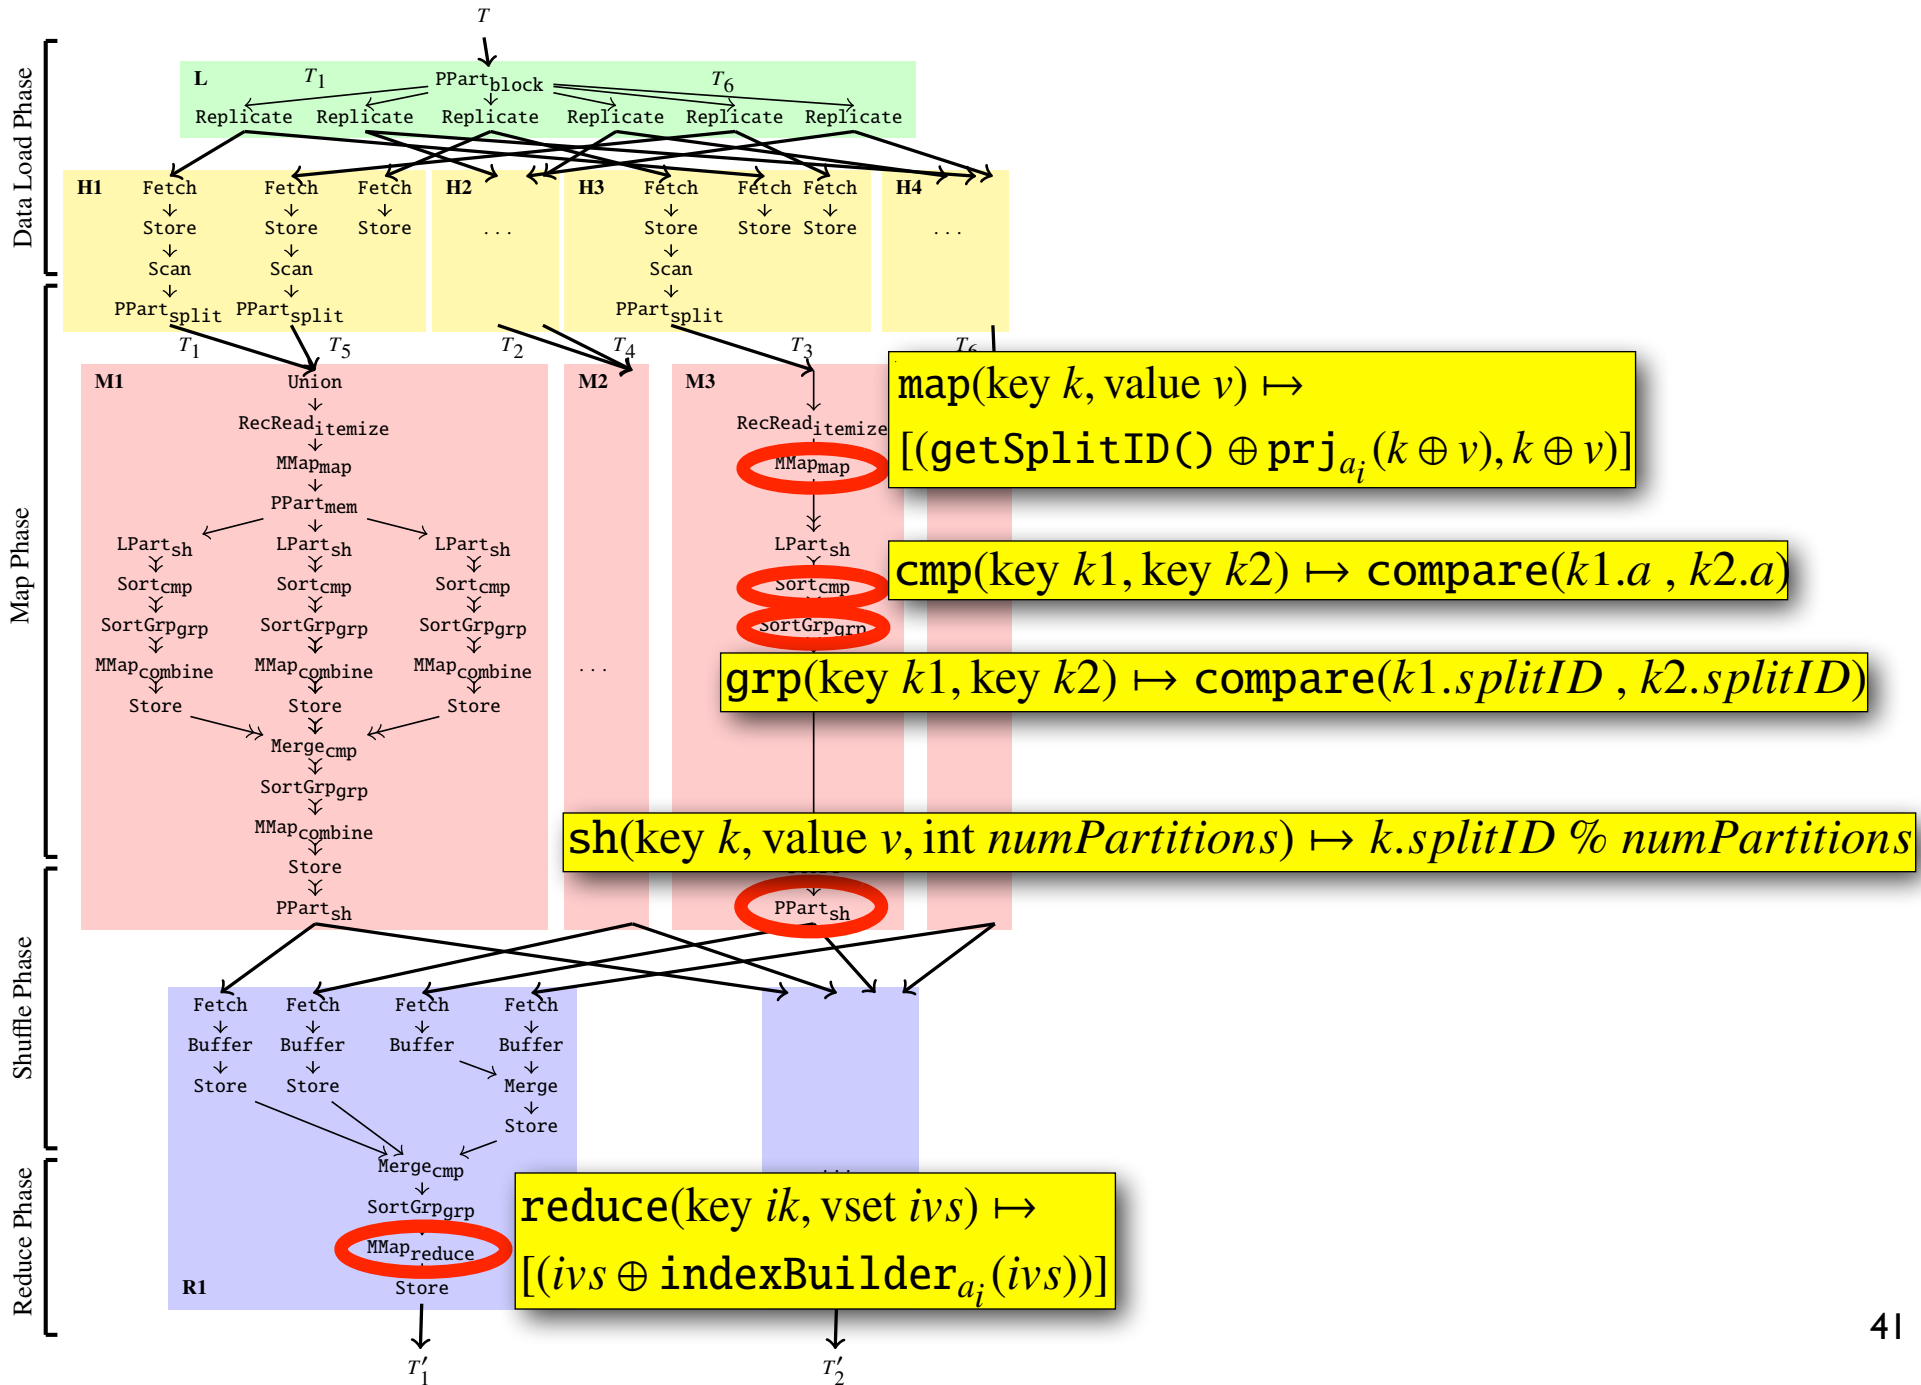 T
Data Load Phase
L
T1
PPartblock
T6
Replicate Replicate Replicate Replicate Replicate Replicate
H1 Fetch Fetch Fetch H2 H3 Fetch Fetch Fetch H4
Store Store Store ... Store Store Store ...
Scan Scan Scan
PPartsplit PPartsplit PPartsplit
T1 T5 T2 T4 T3
Map Phase
M1 Union M2 M3
map(key k, value v) ↦
[(getSplitID() ⊕ prj_{a_i}(k ⊕ v), k ⊕ v)]
RecReaditemize RecReaditemize
MMapmap MMapmap
PPartmem
LPartsh LPartsh LPartsh LPartsh
Sortcmp Sortcmp Sortcmp Sortcmp
cmp(key k1, key k2) ↦ compare(k1.a , k2.a)
SortGrpgrp SortGrpgrp SortGrpgrp SortGrpgrp
grp(key k1, key k2) ↦ compare(k1.splitID , k2.splitID)
MMapcombine MMapcombine MMapcombine ...
Store Store Store
Mergecmp
SortGrpgrp
MMapcombine
sh(key k, value v, int numPartitions) ↦ k.splitID % numPartitions
Store
PPartsh PPartsh
Shuffle Phase
Fetch Fetch Fetch Fetch
Buffer Buffer Buffer Buffer
Store Store Merge
Store
Reduce Phase
Mergecmp
SortGrpgrp
MMapreduce
reduce(key ik, vset ivs) ↦
[(ivs ⊕ indexBuilder_{a_i}(ivs))]
R1 Store
T′1 T′2
41